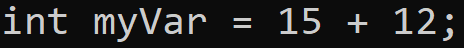 int myVar = 15 + 12;